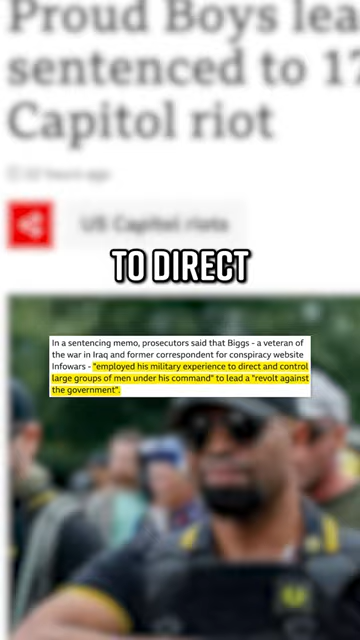 Proud Boys lea
sentenced to 17
Capitol riot
US Capitol riots
TO DIRECT
In a sentencing memo, prosecutors said that Biggs - a veteran of
the war in Iraq and former correspondent for conspiracy website
Infowars - "employed his military experience to direct and control
large groups of men under his command" to lead a "revolt against
the government".